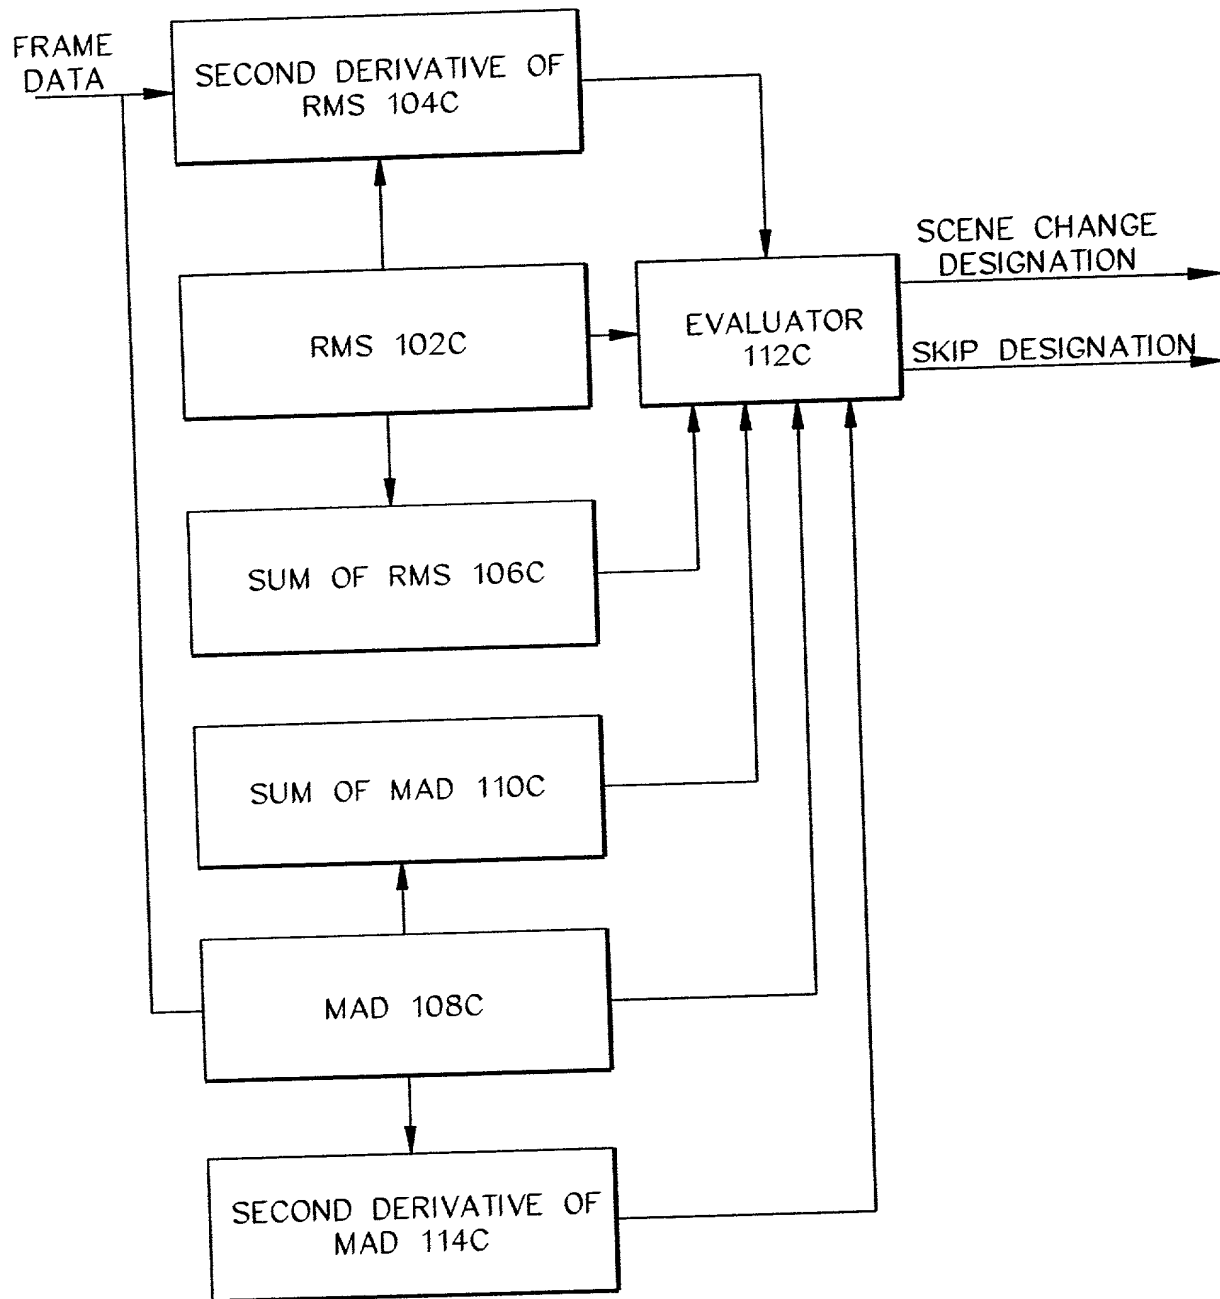 FRAME
DATA
SECOND DERIVATIVE OF
RMS 104C
SCENE CHANGE
DESIGNATION
RMS 102C
EVALUATOR
112C
SKIP DESIGNATION
SUM OF RMS 106C
SUM OF MAD 110C
MAD 108C
SECOND DERIVATIVE OF
MAD 114C